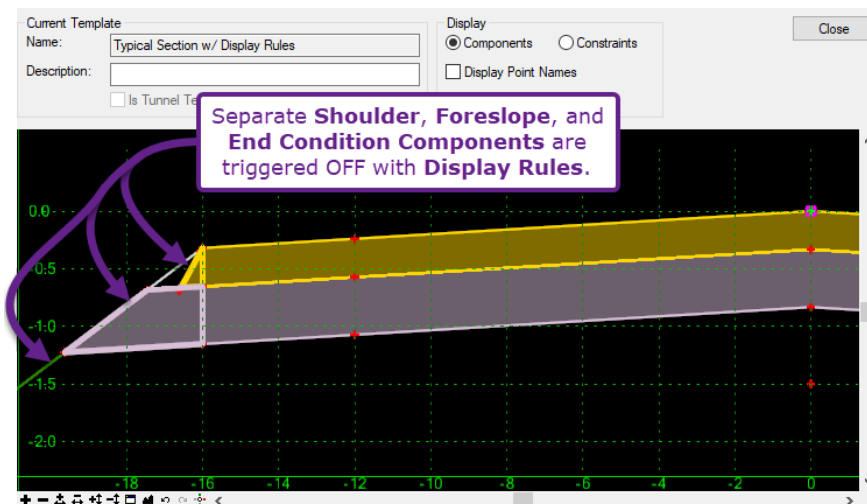 Current Template
Name:
Typical Section w/ Display Rules
Description:
Is Tunnel Te
Display
Components
Constraints
Display Point Names
Close
Separate Shoulder, Foreslope, and
End Condition Components are
triggered OFF with Display Rules.
0.0
-0.5
-1.0
-1.5
-2.0
-18 -16 -14 -12 -10 -8 -6 -4 -2 0